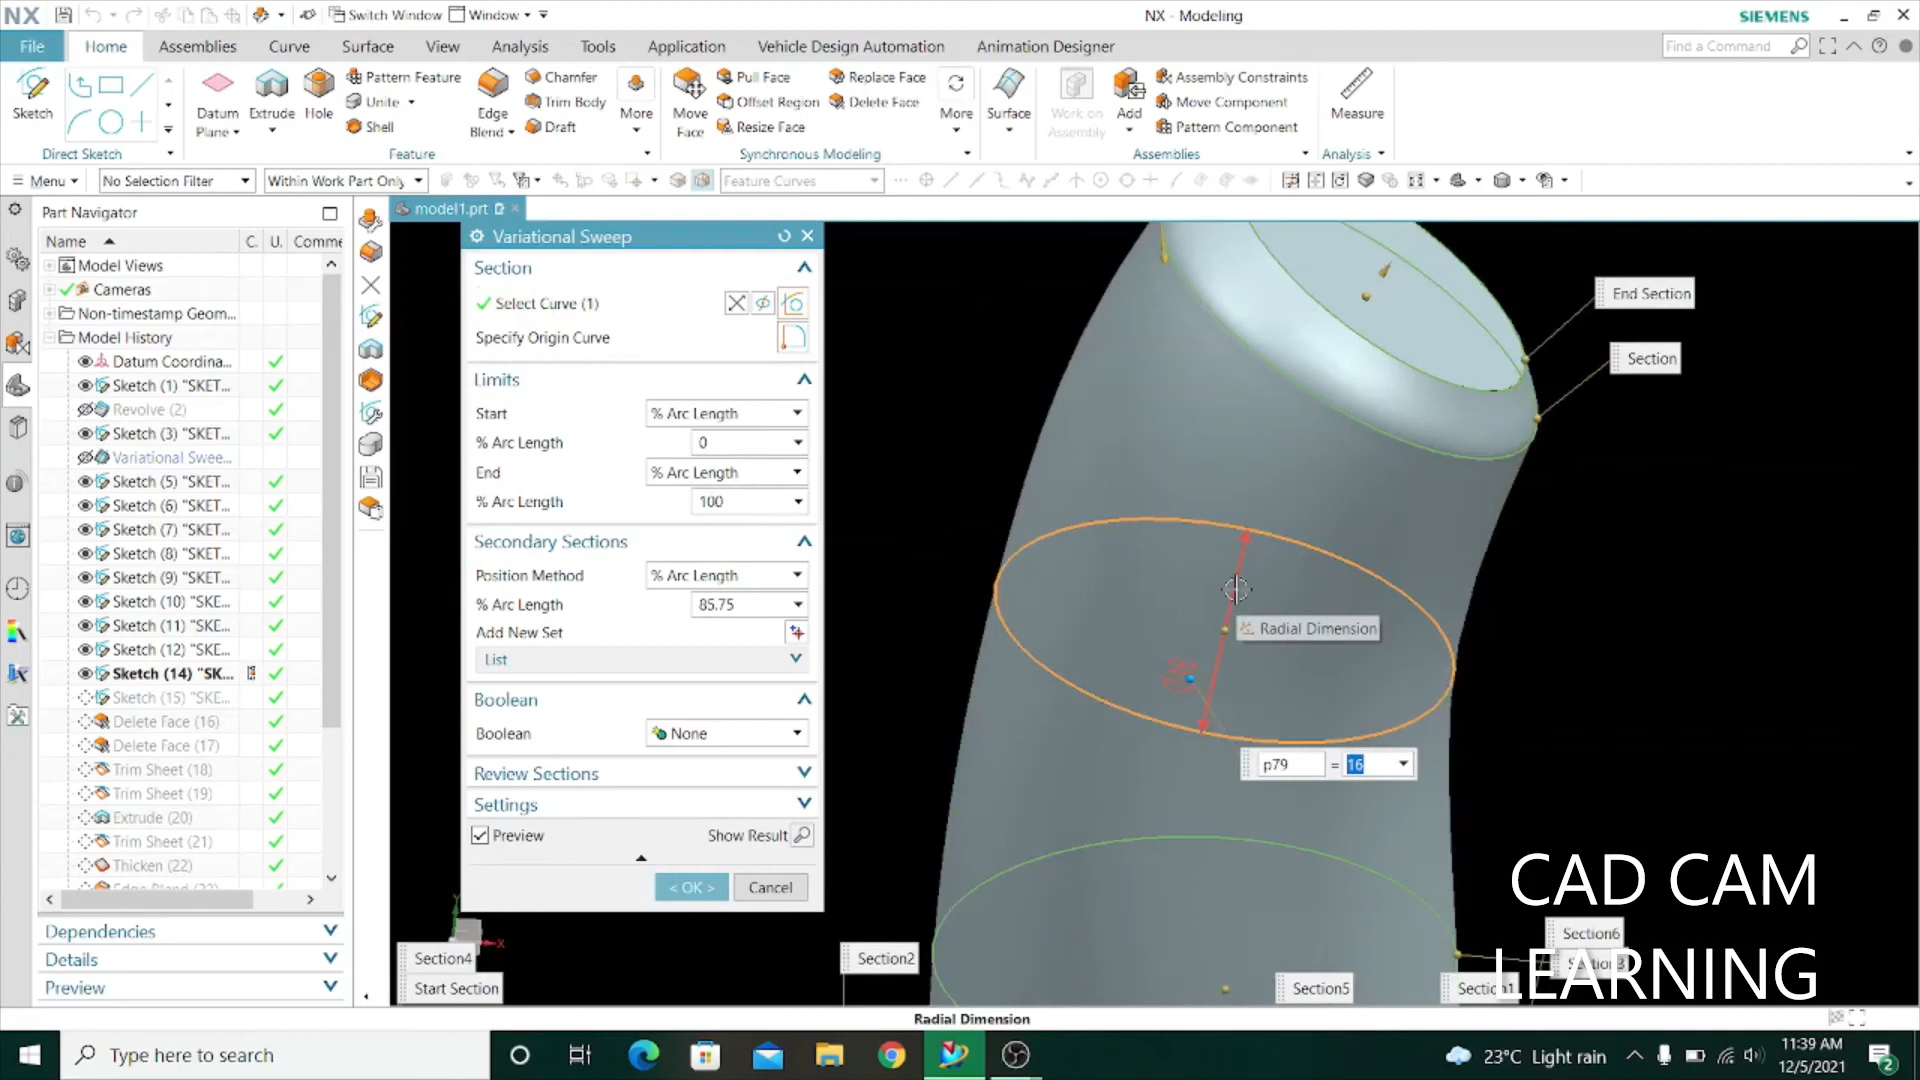 NX
Switch Window
Window
NX - Modeling
SIEMENS
File
Home
Assemblies
Curve
Surface
View
Analysis
Tools
Application
Vehicle Design Automation
Animation Designer
Find a Command
Sketch
Direct Sketch
Datum
Plane
Extrude
Hole
Pattern Feature
Unite
Shell
Edge
Blend
Chamfer
Trim Body
Draft
More
Feature
Move
Face
Pull Face
Offset Region
Resize Face
Replace Face
Delete Face
More
Synchronous Modeling
Surface
Work on
Assembly
Add
Assembly Constraints
Move Component
Pattern Component
Assemblies
Measure
Analysis
Menu
No Selection Filter
Within Work Part Only
Feature Curves
Part Navigator
model1.prt
Name
C.
U.
Comme
Model Views
Cameras
Non-timestamp Geom...
Model History
Datum Coordina...
Sketch (1) "SKET...
Revolve (2)
Sketch (3) "SKET...
Variational Swee...
Sketch (5) "SKET...
Sketch (6) "SKET...
Sketch (7) "SKET...
Sketch (8) "SKET...
Sketch (9) "SKET...
Sketch (10) "SKE...
Sketch (11) "SKE...
Sketch (12) "SKE...
Sketch (14) "SK...
Sketch (15) "SKE...
Delete Face (16)
Delete Face (17)
Trim Sheet (18)
Trim Sheet (19)
Extrude (20)
Trim Sheet (21)
Thicken (22)
Dependencies
Details
Preview
Variational Sweep
Section
Select Curve (1)
Specify Origin Curve
Limits
Start
% Arc Length
% Arc Length
0
End
% Arc Length
% Arc Length
100
Secondary Sections
Position Method
% Arc Length
% Arc Length
85.75
Add New Set
List
Boolean
Boolean
None
Review Sections
Settings
Preview
Show Result
< OK >
Cancel
End Section
Section
Radial Dimension
p79
=
16
Section4
Start Section
Section2
Section5
Section1
Section6
X
Y
CAD CAM
LEARNING
Radial Dimension
Type here to search
23°C Light rain
11:39 AM
12/5/2021
2